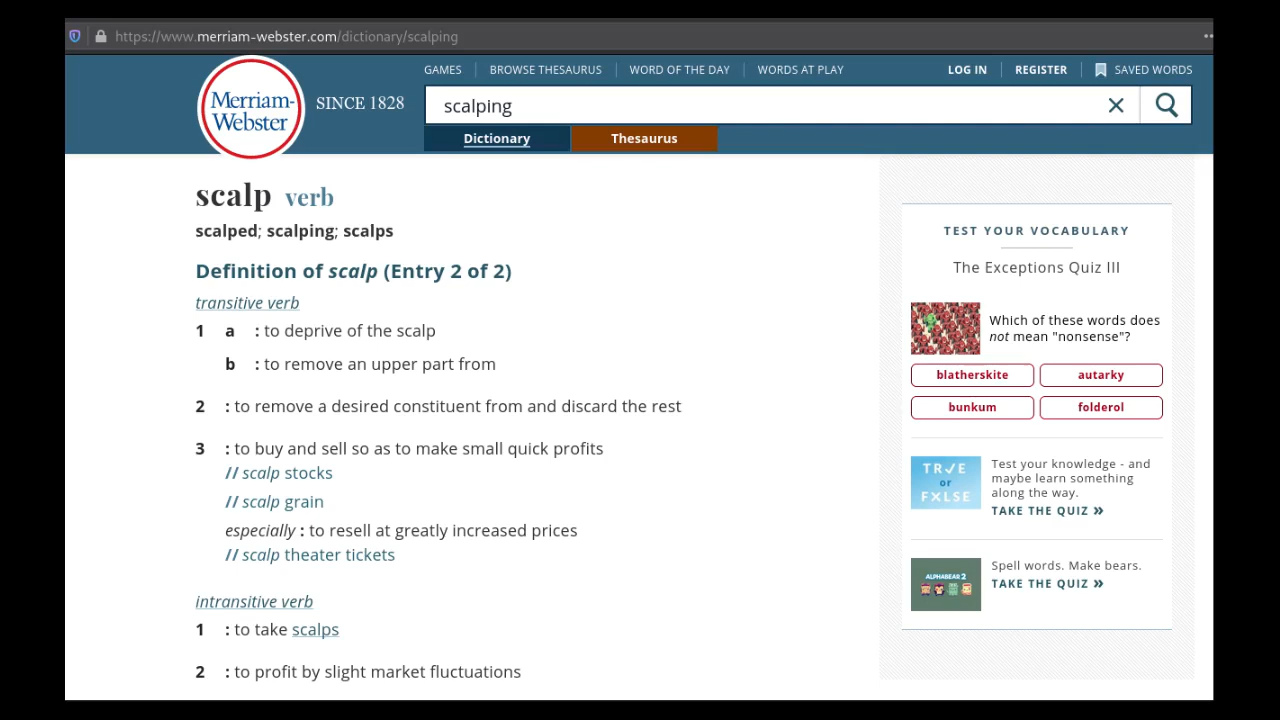 https://www.merriam-webster.com/dictionary/scalping
GAMES
BROWSE THESAURUS
WORD OF THE DAY
WORDS AT PLAY
LOG IN
REGISTER
SAVED WORDS
Merriam-
Webster
SINCE 1828
scalping
Dictionary
Thesaurus
scalp verb
scalped; scalping; scalps
Definition of scalp (Entry 2 of 2)
transitive verb
1 a : to deprive of the scalp
b : to remove an upper part from
2 : to remove a desired constituent from and discard the rest
3 : to buy and sell so as to make small quick profits
// scalp stocks
// scalp grain
especially : to resell at greatly increased prices
// scalp theater tickets
intransitive verb
1 : to take scalps
2 : to profit by slight market fluctuations
TEST YOUR VOCABULARY
The Exceptions Quiz III
Which of these words does
not mean "nonsense"?
blatherskite
autarky
bunkum
folderol
TR✓E
or
FXLSE
Test your knowledge - and
maybe learn something
along the way.
TAKE THE QUIZ »
ALPHABEAR 2
Spell words. Make bears.
TAKE THE QUIZ »